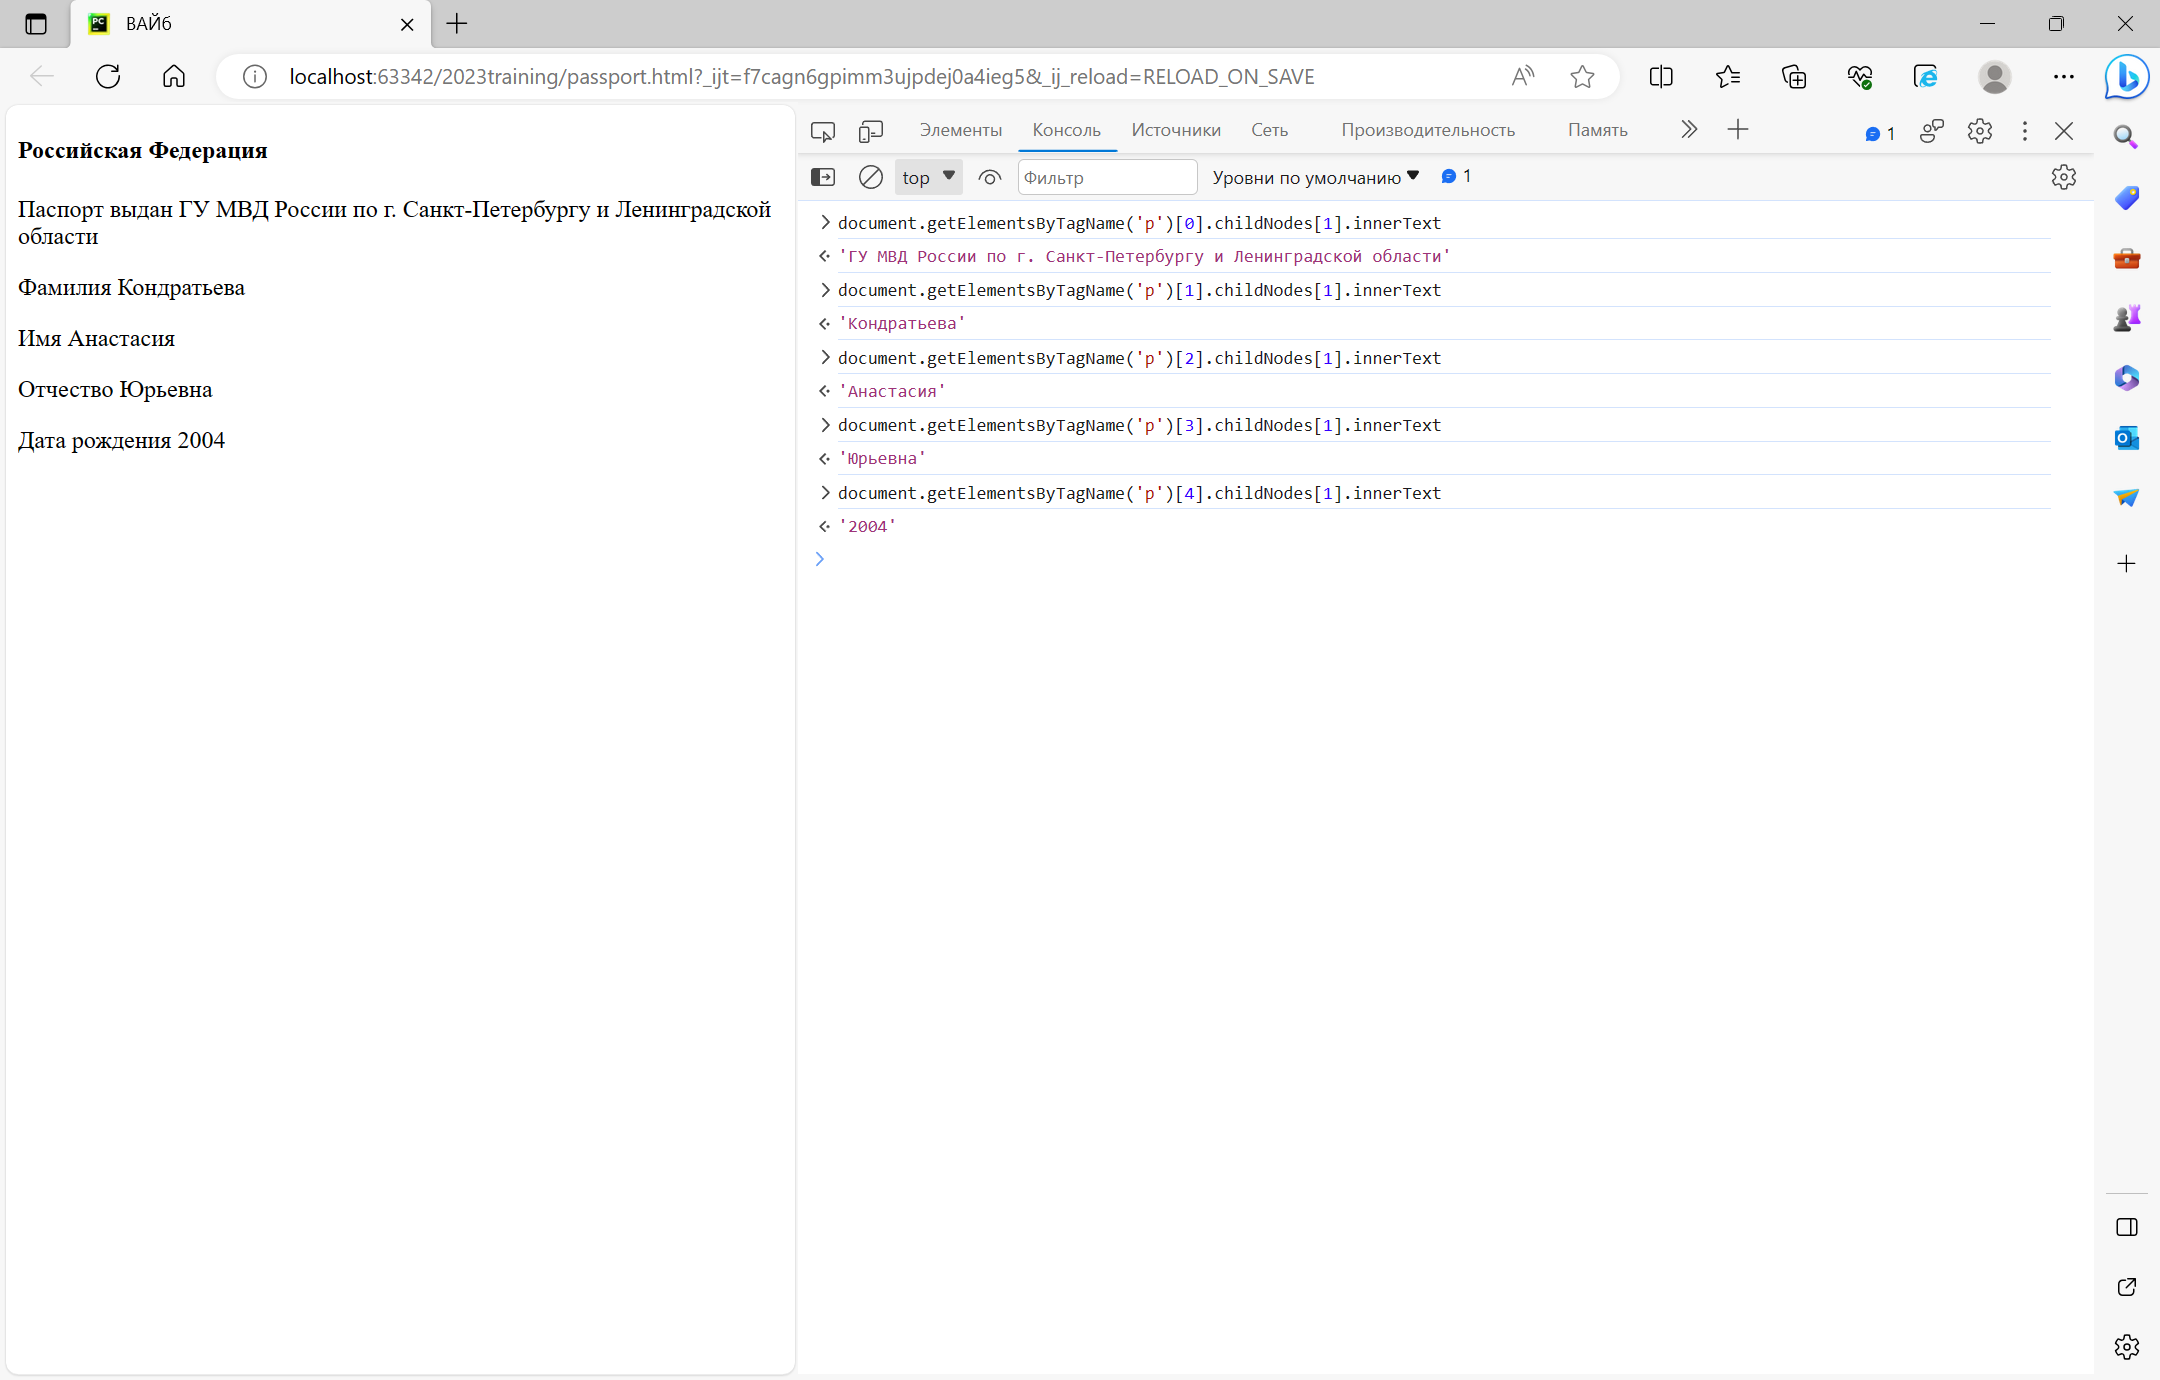 ВАЙб
localhost:63342/2023training/passport.html?_ijt=f7cagn6gpimm3ujpdej0a4ieg5&_ij_reload=RELOAD_ON_SAVE
Российская Федерация
Паспорт выдан ГУ МВД России по г. Санкт-Петербургу и Ленинградской
области
Фамилия Кондратьева
Имя Анастасия
Отчество Юрьевна
Дата рождения 2004
Элементы Консоль Источники Сеть Производительность Память 1
top Фильтр Уровни по умолчанию 1
document.getElementsByTagName('p')[0].childNodes[1].innerText
'ГУ МВД России по г. Санкт-Петербургу и Ленинградской области'
document.getElementsByTagName('p')[1].childNodes[1].innerText
'Кондратьева'
document.getElementsByTagName('p')[2].childNodes[1].innerText
'Анастасия'
document.getElementsByTagName('p')[3].childNodes[1].innerText
'Юрьевна'
document.getElementsByTagName('p')[4].childNodes[1].innerText
'2004'